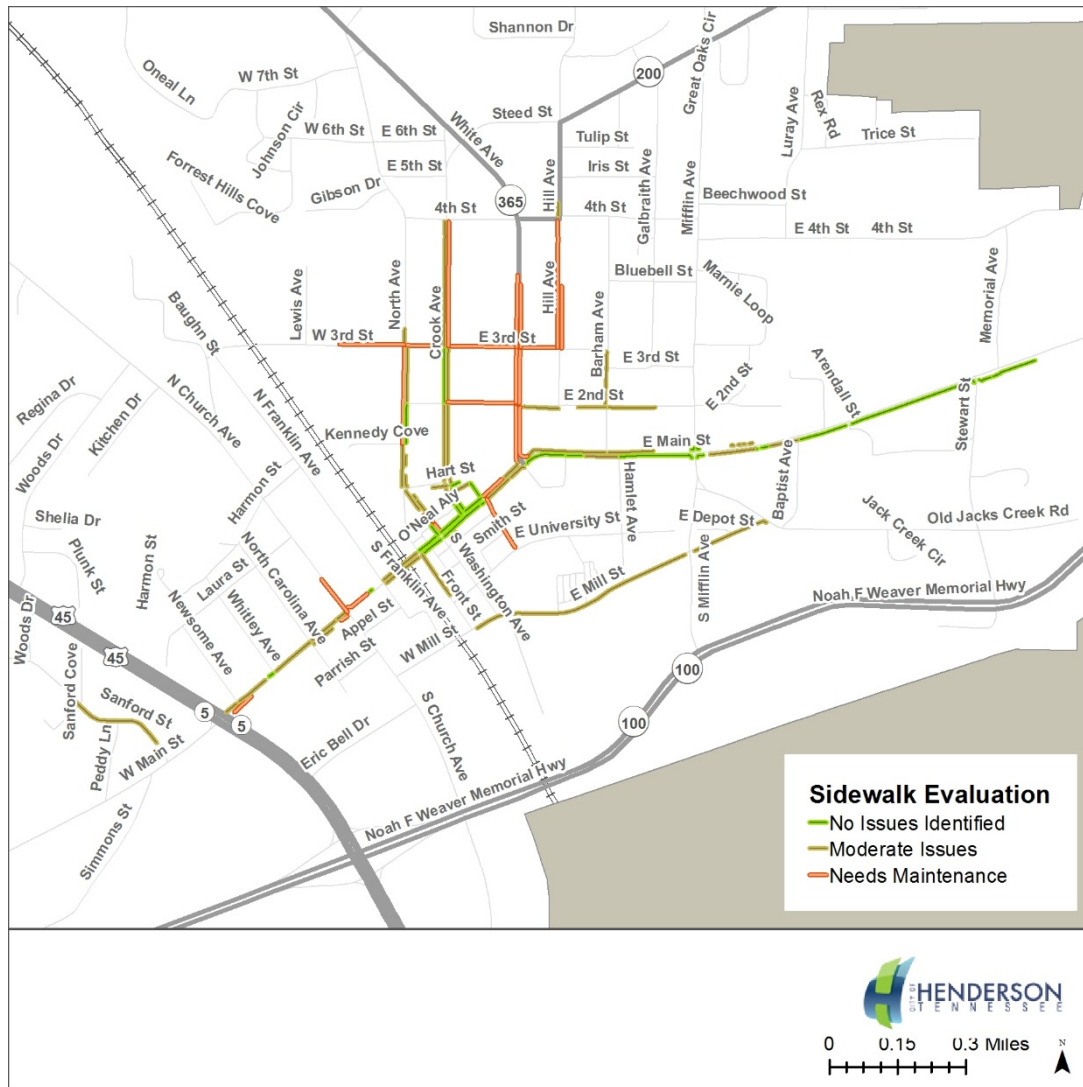 Shannon Dr
Great Oaks Cir
200
Oneal Ln
W 7th St
Steed St
Luray Ave
Rex Rd
Trice St
Johnson Cir
W 6th St
E 6th St
White Ave
Tulip St
E 5th St
Iris St
Forrest Hills Cove
Gibson Dr
Hill Ave
Galbraith Ave
Mifflin Ave
Beechwood St
365
4th St
4th St
E 4th St
4th St
Bluebell St
Marnie Loop
Memorial Ave
Lewis Ave
North Ave
Crook Ave
Hill Ave
Baughn St
W 3rd St
E 3rd St
Barham Ave
E 3rd St
Arendall St
Regina Dr
Kitchen Dr
N Church Ave
N Franklin Ave
E 2nd St
E 2nd St
Stewart St
Woods Dr
Kennedy Cove
E Main St
Harmon St
Hart St
Hamlet Ave
Baptist Ave
Shelia Dr
O'Neal Aly
Smith St
E University St
E Depot St
Jack Creek Cir
Old Jacks Creek Rd
Plunk St
Harmon St
Laura St
North Carolina Ave
S Franklin Ave
S Washington Ave
Front St
E Mill St
S Mifflin Ave
Noah F Weaver Memorial Hwy
Newsome Ave
Whitley Ave
Appel St
Woods Dr
45
45
Parrish St
W Mill St
100
Sanford Cove
Sanford St
5
5
S Church Ave
100
Peddy Ln
W Main St
Eric Bell Dr
Noah F Weaver Memorial Hwy
Simmons St
Sidewalk Evaluation
No Issues Identified
Moderate Issues
Needs Maintenance
CITY OF
HENDERSON
TENNESSEE
0 0.15 0.3 Miles
N